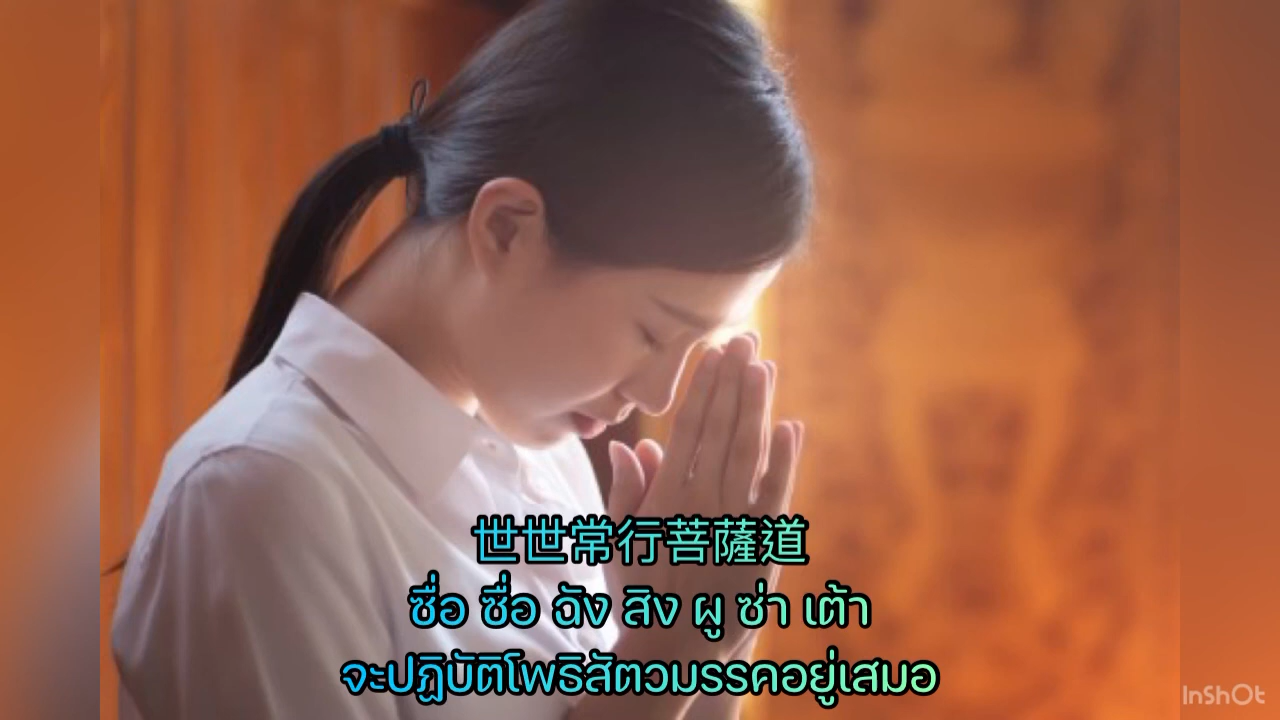 世世常行菩薩道
ซื่อ ซื่อ ฉัง สิง ผู ซ่า เต้า
จะปฏิบัติโพธิสัตวมรรคอยู่เสมอ
InShOt